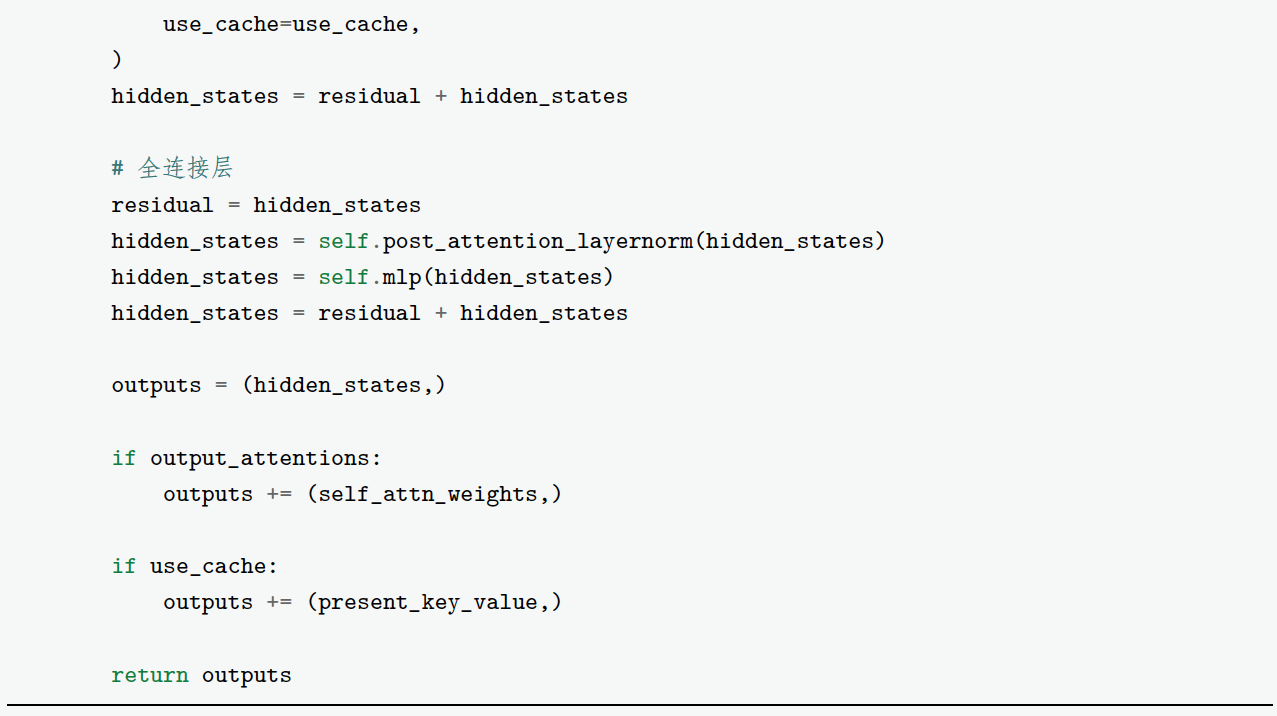 use_cache=use_cache,
)
hidden_states = residual + hidden_states
# 全连接层
residual = hidden_states
hidden_states = self.post_attention_layernorm(hidden_states)
hidden_states = self.mlp(hidden_states)
hidden_states = residual + hidden_states
outputs = (hidden_states,)
if output_attentions:
outputs += (self_attn_weights,)
if use_cache:
outputs += (present_key_value,)
return outputs